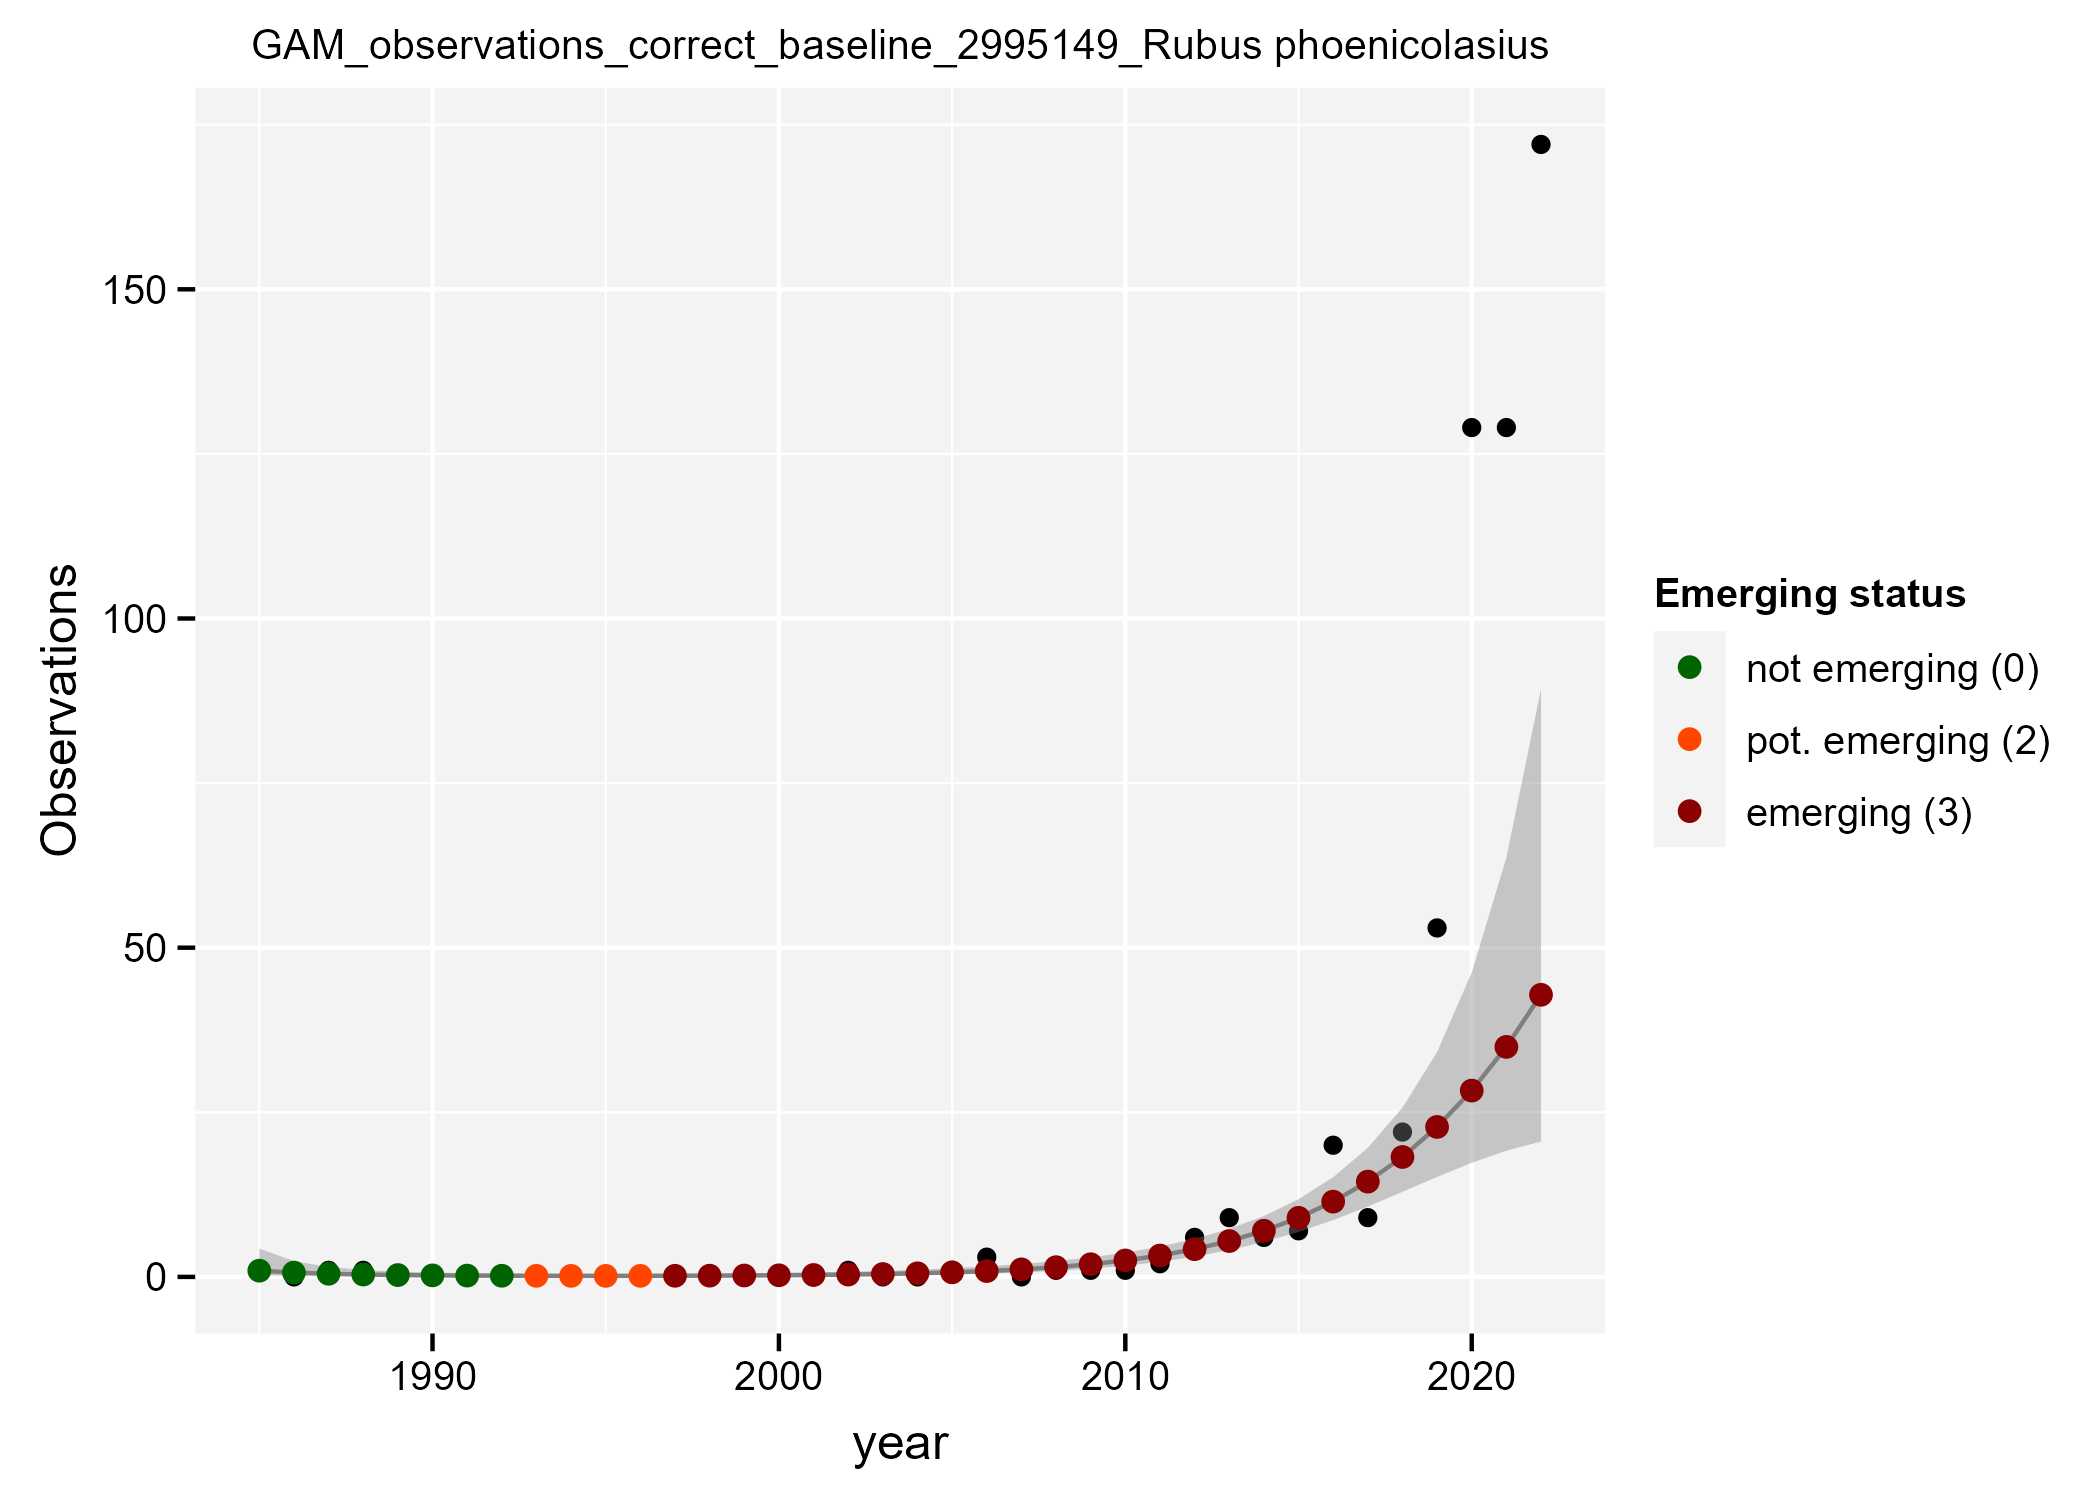 GAM_observations_correct_baseline_2995149_Rubus phoenicolasius
Observations
150
100
50
0
1990
2000
2010
2020
year
Emerging status
not emerging (0)
pot. emerging (2)
emerging (3)